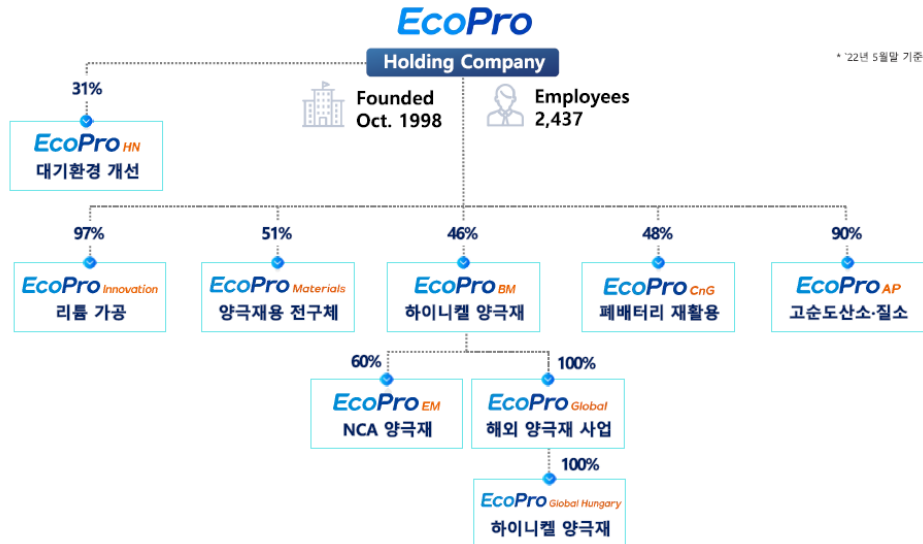 EcoPro
Holding Company
* '22년 5월말 기준
Founded
Oct. 1998
Employees
2,437
31%
EcoPro HN
대기환경 개선
97%
51%
46%
48%
90%
EcoPro Innovation
리튬 가공
EcoPro Materials
양극재용 전구체
EcoPro BM
하이니켈 양극재
EcoPro CnG
폐배터리 재활용
EcoPro AP
고순도산소·질소
60%
100%
EcoPro EM
NCA 양극재
EcoPro Global
해외 양극재 사업
100%
EcoPro Global Hungary
하이니켈 양극재